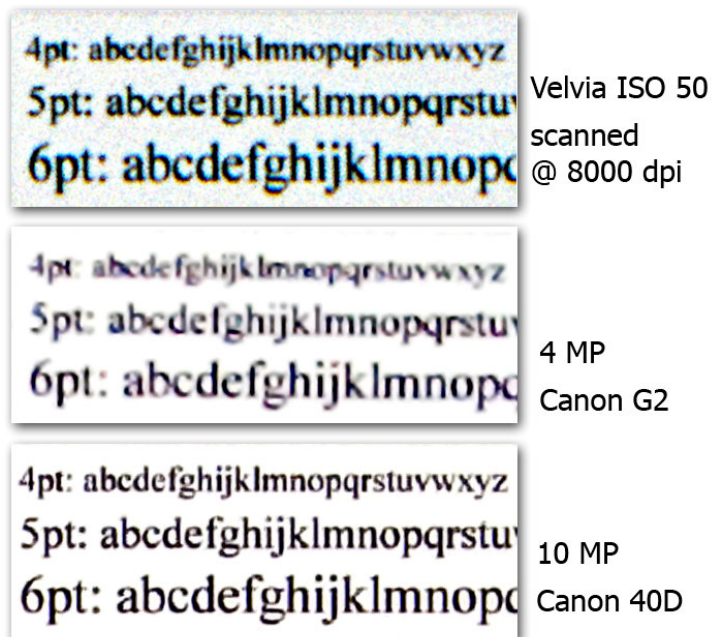 4pt: abcdefghijklmnopqrstuvwxyz
5pt: abcdefghijklmnopqrstu
6pt: abcdefghijklmnop
Velvia ISO 50
scanned
@ 8000 dpi
4pt: abcdefghijklmnopqrstuvwxyz
5pt: abcdefghijklmnopqrstu
6pt: abcdefghijklmnop
4 MP
Canon G2
4pt: abcdefghijklmnopqrstuvwxyz
5pt: abcdefghijklmnopqrstu
6pt: abcdefghijklmnop
10 MP
Canon 40D